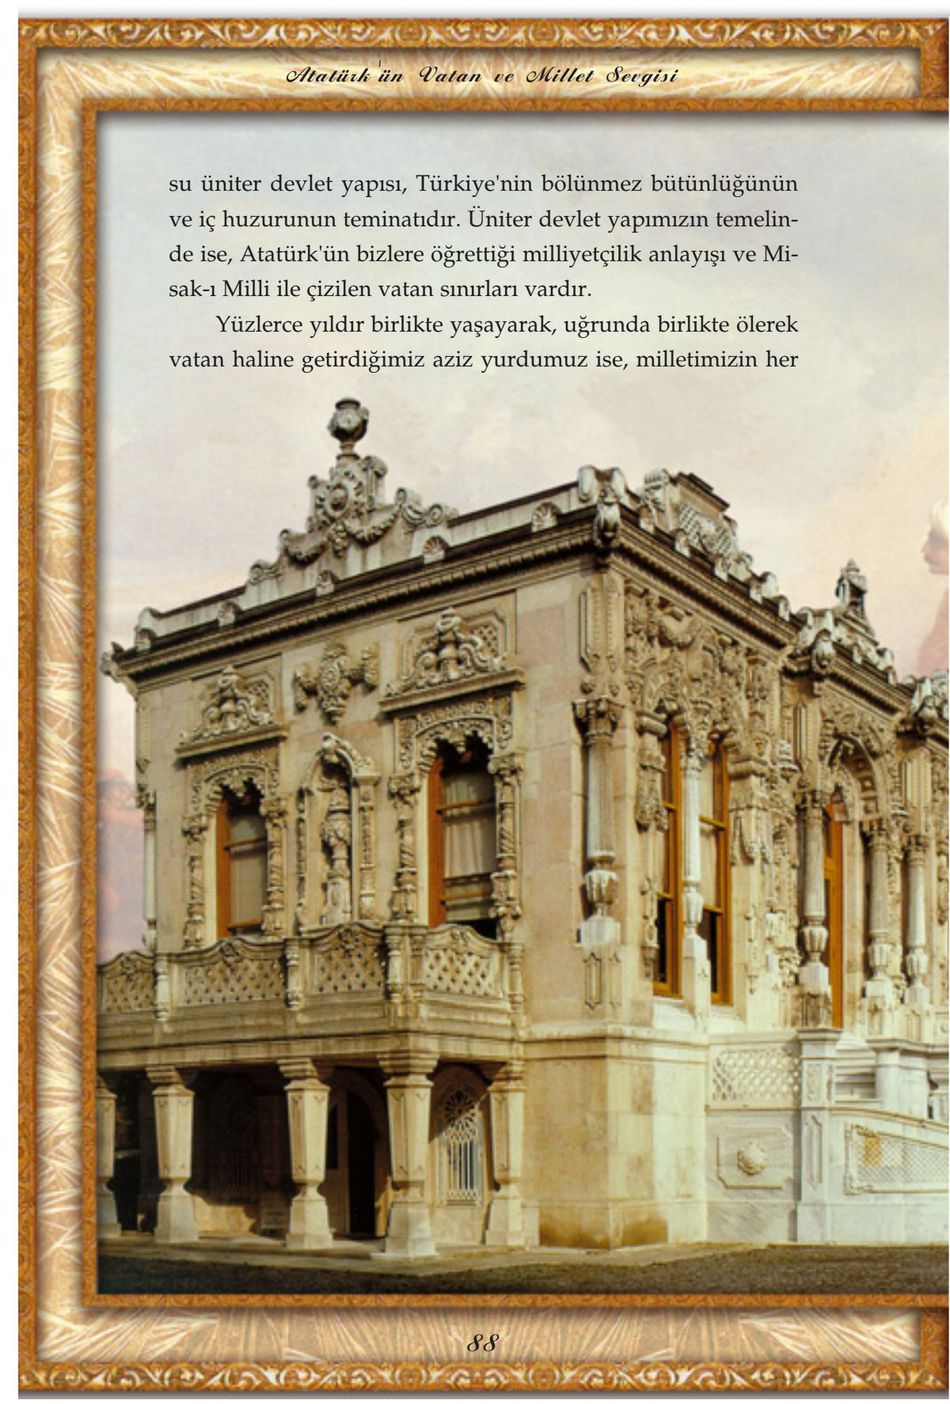 Atatürk'ün Vatan ve Millet Sevgisi
su üniter devlet yapısı, Türkiye'nin bölünmez bütünlüğünün
ve iç huzurunun teminatıdır. Üniter devlet yapımızın temelin-
de ise, Atatürk'ün bizlere öğrettiği milliyetçilik anlayışı ve Mi-
sak-ı Milli ile çizilen vatan sınırları vardır.
Yüzlerce yıldır birlikte yaşayarak, uğrunda birlikte ölerek
vatan haline getirdiğimiz aziz yurdumuz ise, milletimizin her
88